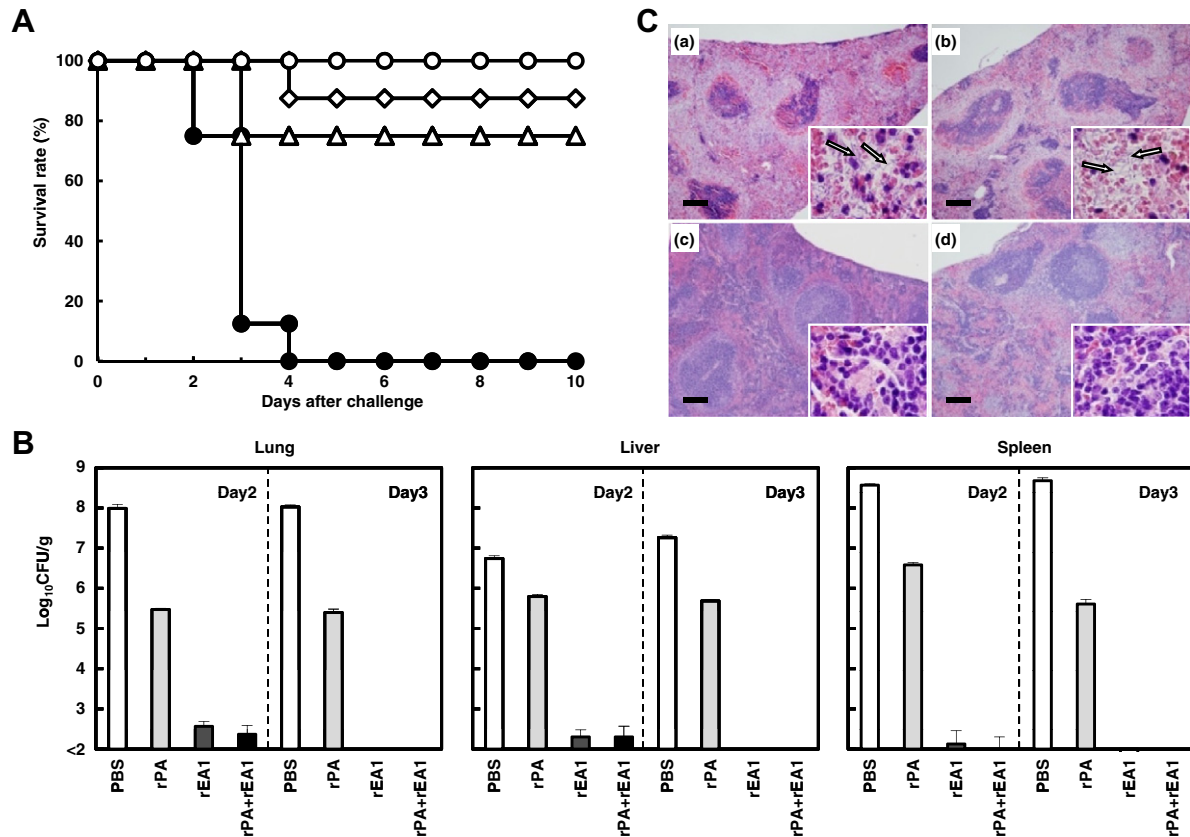 A
Survival rate (%)
100
80
60
40
20
0
0 2 4 6 8 10
Days after challenge
C
(a) (b)
(c) (d)
B
Lung Liver Spleen
Log10CFU/g
9
8
7
6
5
4
3
<2
Day2 Day3 Day2 Day3 Day2 Day3
PBS rPA rEA1 rPA+rEA1 PBS rPA rEA1 rPA+rEA1
PBS rPA rEA1 rPA+rEA1 PBS rPA rEA1 rPA+rEA1
PBS rPA rEA1 rPA+rEA1 PBS rPA rEA1 rPA+rEA1